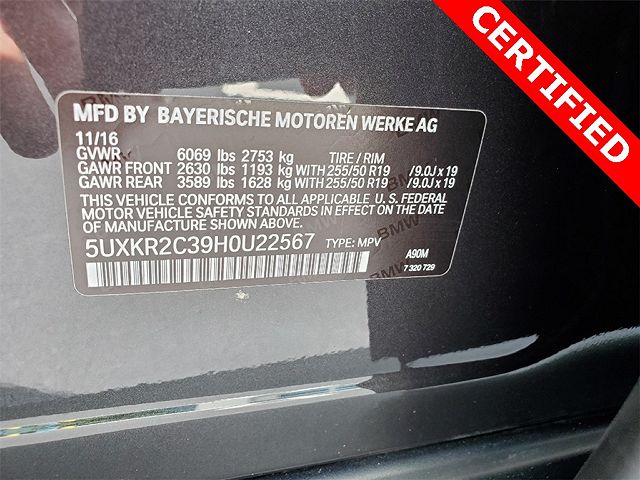 CERTIFIED
MFD BY BAYERISCHE MOTOREN WERKE AG
11/16
GVWR 6069 lbs 2753 kg TIRE / RIM
GAWR FRONT 2630 lbs 1193 kg WITH 255/50 R19 /9.0J x 19
GAWR REAR 3589 lbs 1628 kg WITH 255/50 R19 /9.0J x 19
THIS VEHICLE CONFORMS TO ALL APPLICABLE U. S. FEDERAL
MOTOR VEHICLE SAFETY STANDARDS IN EFFECT ON THE DATE
OF MANUFACTURE SHOWN ABOVE.
5UXKR2C39H0U22567 TYPE: MPV
A90M
7 320 729
BMW
BMW